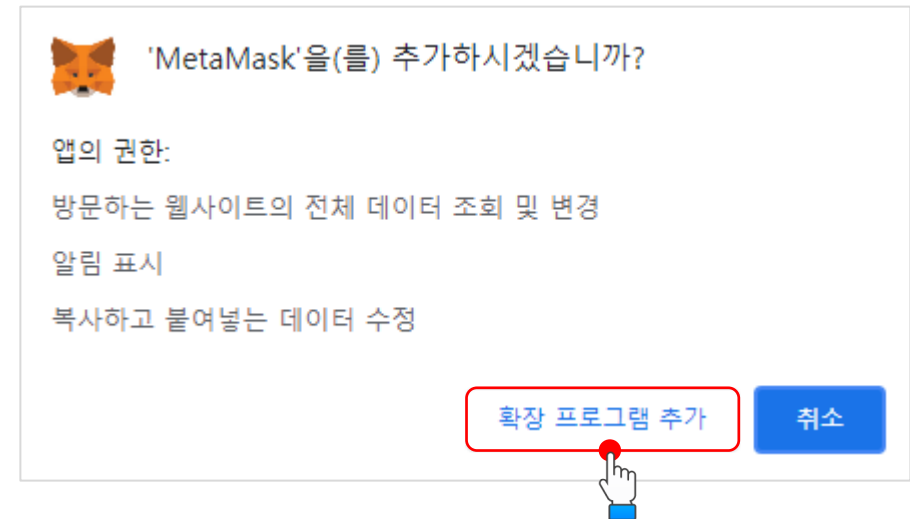 'MetaMask'을(를) 추가하시겠습니까?
앱의 권한:
방문하는 웹사이트의 전체 데이터 조회 및 변경
알림 표시
복사하고 붙여넣는 데이터 수정
확장 프로그램 추가
취소